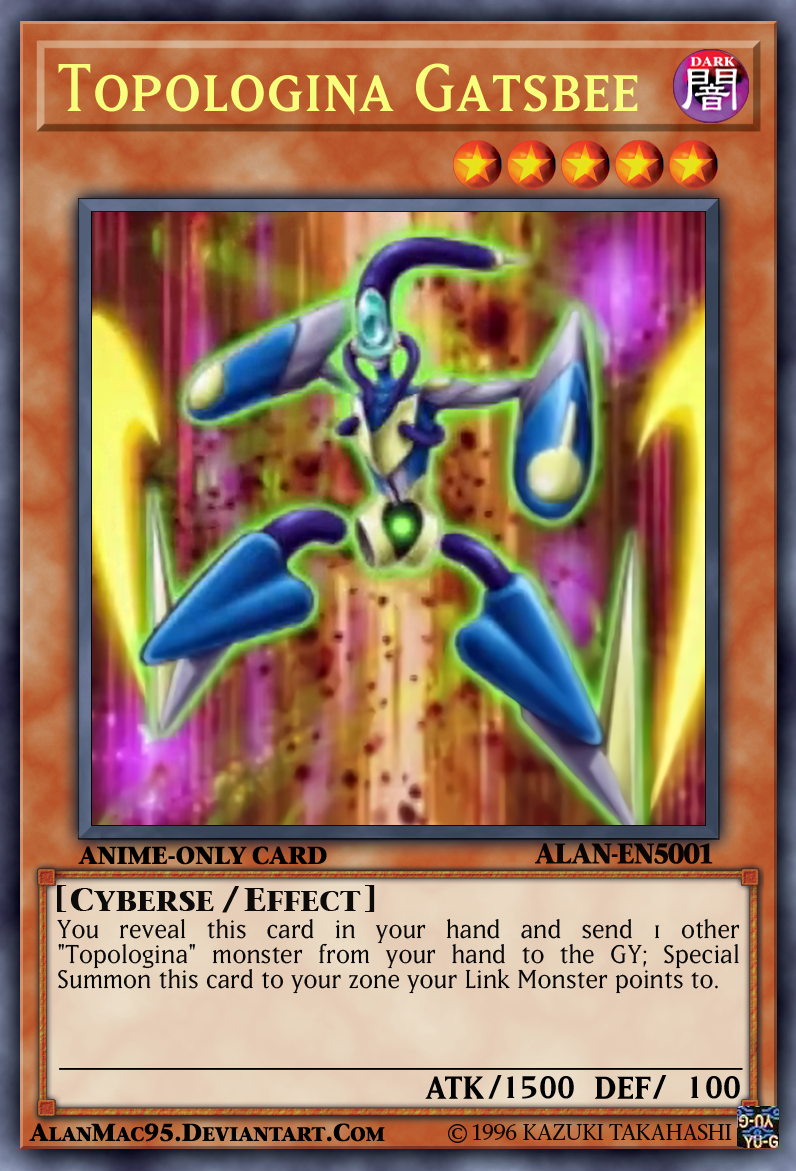 Topologina Gatsbee
DARK
闇
ANIME-ONLY CARD
ALAN-EN5001
[Cyberse / Effect]
You reveal this card in your hand and send 1 other
"Topologina" monster from your hand to the GY; Special
Summon this card to your zone your Link Monster points to.
ATK/1500 DEF/ 100
AlanMac95.Deviantart.Com
© 1996 KAZUKI TAKAHASHI
YU-G
YU-G